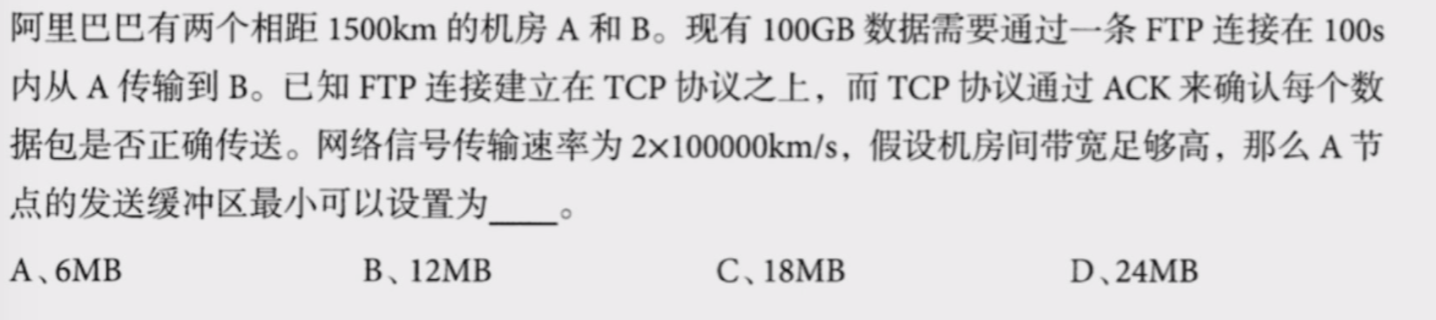 阿里巴巴有两个相距 1500km 的机房 A 和 B。现有 100GB 数据需要通过一条 FTP 连接在 100s
内从 A 传输到 B。已知 FTP 连接建立在 TCP 协议之上，而 TCP 协议通过 ACK 来确认每个数
据包是否正确传送。网络信号传输速率为 2×100000km/s，假设机房间带宽足够高，那么 A 节
点的发送缓冲区最小可以设置为____。
A、6MB B、12MB C、18MB D、24MB